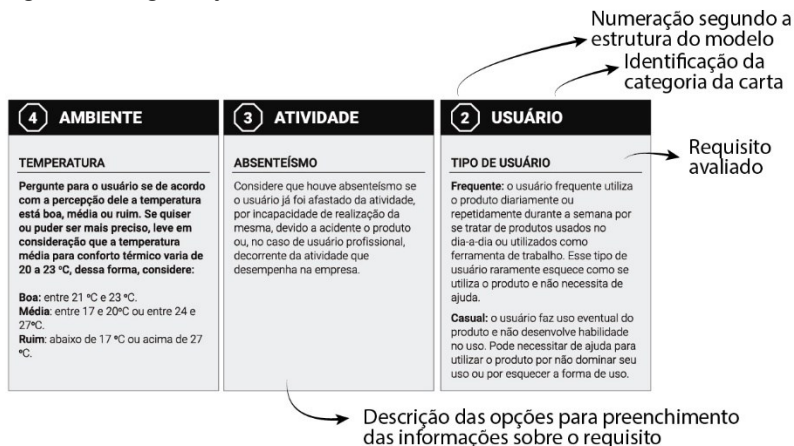 Numeração segundo a
estrutura do modelo
Identificação da
categoria da carta
4 AMBIENTE
TEMPERATURA
Pergunte para o usuário se de acordo
com a percepção dele a temperatura
está boa, média ou ruim. Se quiser
ou puder ser mais preciso, leve em
consideração que a temperatura
média para conforto térmico varia de
20 a 23 ºC, dessa forma, considere:
Boa: entre 21 ºC e 23 ºC.
Média: entre 17 e 20ºC ou entre 24 e
27ºC.
Ruim: abaixo de 17 ºC ou acima de 27
ºC.
3 ATIVIDADE
ABSENTEÍSMO
Considere que houve absenteísmo se
o usuário já foi afastado da atividade,
por incapacidade de realização da
mesma, devido a acidente o produto
ou, no caso de usuário profissional,
decorrente da atividade que
desempenha na empresa.
2 USUÁRIO
TIPO DE USUÁRIO
Frequente: o usuário frequente utiliza
o produto diariamente ou
repetidamente durante a semana por
se tratar de produtos usados no
dia-a-dia ou utilizados como
ferramenta de trabalho. Esse tipo de
usuário raramente esquece como se
utiliza o produto e não necessita de
ajuda.
Casual: o usuário faz uso eventual do
produto e não desenvolve habilidade
no uso. Pode necessitar de ajuda para
utilizar o produto por não dominar seu
uso ou por esquecer a forma de uso.
Requisito
avaliado
Descrição das opções para preenchimento
das informações sobre o requisito